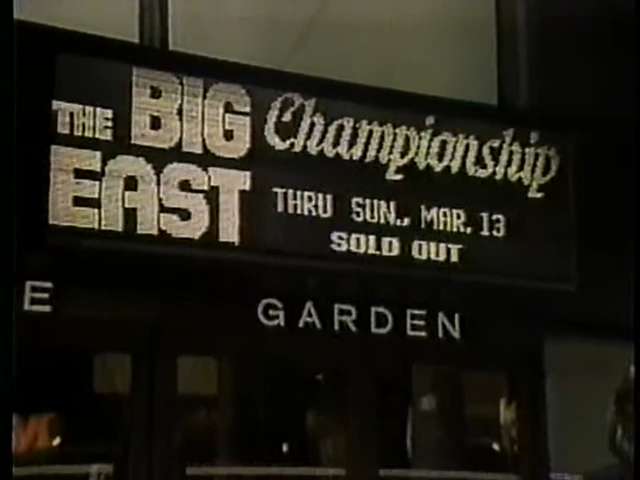 THE BIG EAST Championship
THRU SUN., MAR. 13
SOLD OUT
E GARDEN